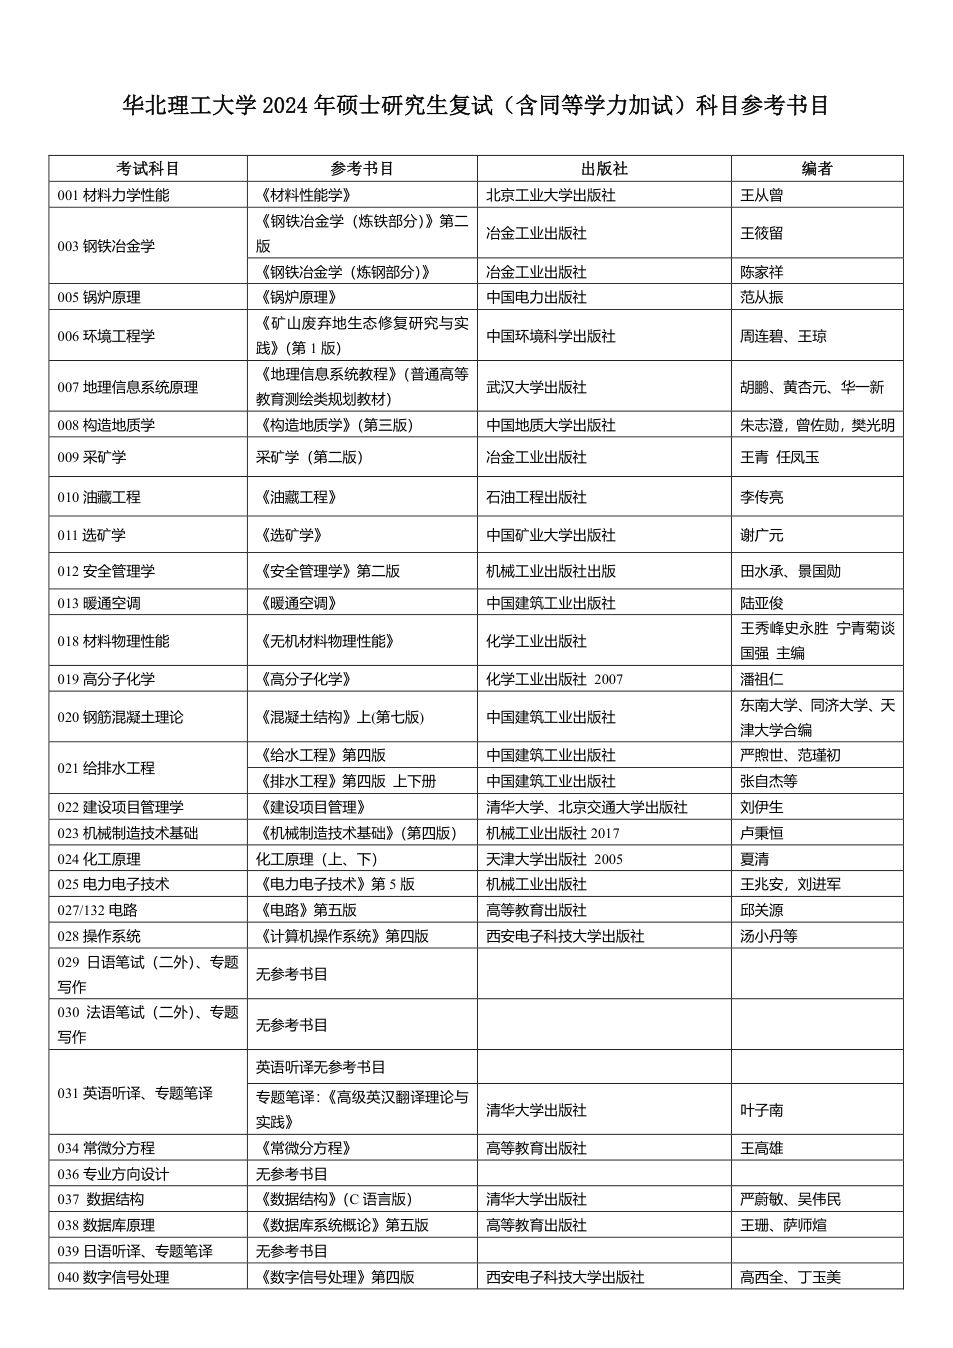 华北理工大学 2024 年硕士研究生复试（含同等学力加试）科目参考书目
考试科目 参考书目 出版社 编者
001 材料力学性能 《材料性能学》 北京工业大学出版社 王从曾
003 钢铁冶金学 《钢铁冶金学（炼铁部分）》第二
版 冶金工业出版社 王筱留
《钢铁冶金学（炼钢部分）》 冶金工业出版社 陈家祥
005 锅炉原理 《锅炉原理》 中国电力出版社 范从振
006 环境工程学 《矿山废弃地生态修复研究与实
践》（第 1 版） 中国环境科学出版社 周连碧、王琼
007 地理信息系统原理 《地理信息系统教程》（普通高等
教育测绘类规划教材） 武汉大学出版社 胡鹏、黄杏元、华一新
008 构造地质学 《构造地质学》（第三版） 中国地质大学出版社 朱志澄，曾佐勋，樊光明
009 采矿学 采矿学（第二版） 冶金工业出版社 王青 任凤玉
010 油藏工程 《油藏工程》 石油工程出版社 李传亮
011 选矿学 《选矿学》 中国矿业大学出版社 谢广元
012 安全管理学 《安全管理学》第二版 机械工业出版社出版 田水承、景国勋
013 暖通空调 《暖通空调》 中国建筑工业出版社 陆亚俊
018 材料物理性能 《无机材料物理性能》 化学工业出版社 王秀峰史永胜 宁青菊谈
国强 主编
019 高分子化学 《高分子化学》 化学工业出版社 2007 潘祖仁
020 钢筋混凝土理论 《混凝土结构》上(第七版) 中国建筑工业出版社 东南大学、同济大学、天
津大学合编
021 给排水工程 《给水工程》第四版 中国建筑工业出版社 严煦世、范瑾初
《排水工程》第四版 上下册 中国建筑工业出版社 张自杰等
022 建设项目管理学 《建设项目管理》 清华大学、北京交通大学出版社 刘伊生
023 机械制造技术基础 《机械制造技术基础》（第四版） 机械工业出版社 2017 卢秉恒
024 化工原理 化工原理（上、下） 天津大学出版社 2005 夏清
025 电力电子技术 《电力电子技术》第 5 版 机械工业出版社 王兆安，刘进军
027/132 电路 《电路》第五版 高等教育出版社 邱关源
028 操作系统 《计算机操作系统》第四版 西安电子科技大学出版社 汤小丹等
029 日语笔试（二外）、专题
写作 无参考书目
030 法语笔试（二外）、专题
写作 无参考书目
031 英语听译、专题笔译 英语听译无参考书目
专题笔译：《高级英汉翻译理论与
实践》 清华大学出版社 叶子南
034 常微分方程 《常微分方程》 高等教育出版社 王高雄
036 专业方向设计 无参考书目
037 数据结构 《数据结构》（C 语言版） 清华大学出版社 严蔚敏、吴伟民
038 数据库原理 《数据库系统概论》第五版 高等教育出版社 王珊、萨师煊
039 日语听译、专题笔译 无参考书目
040 数字信号处理 《数字信号处理》第四版 西安电子科技大学出版社 高西全、丁玉美